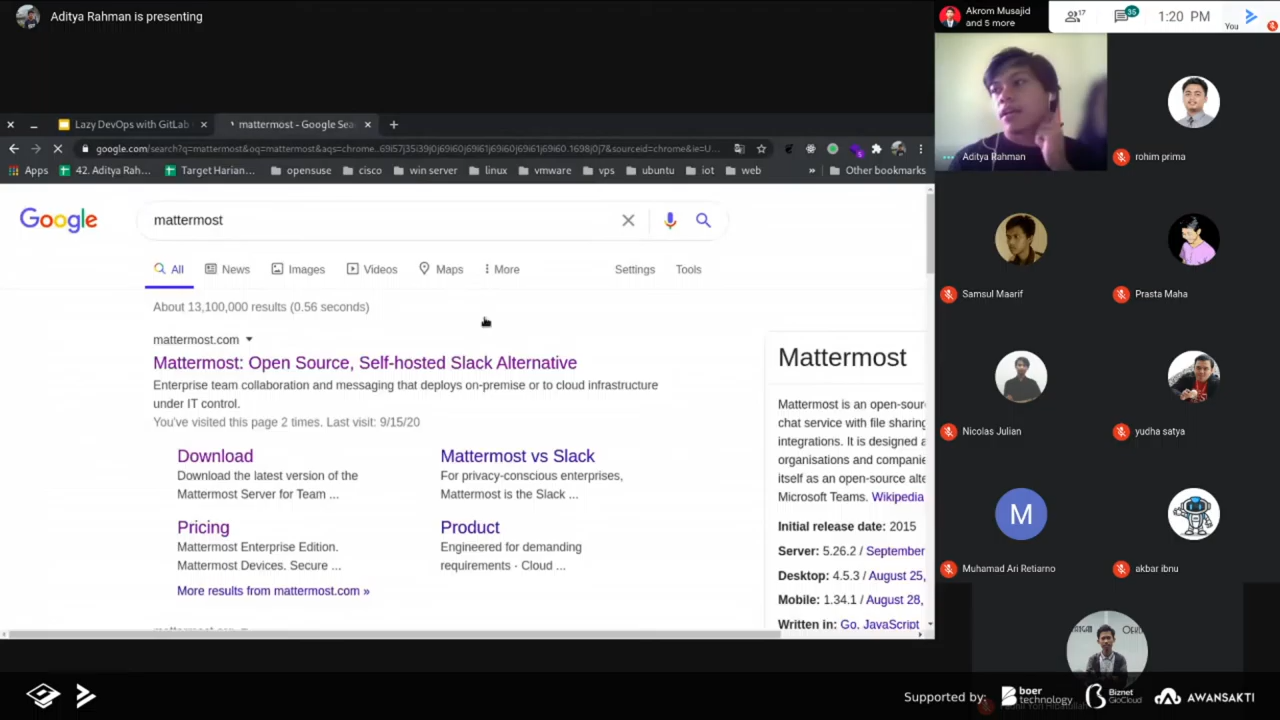 Aditya Rahman is presenting
Akrom Musajid
and 5 more
17
35
1:20 PM
You
Lazy DevOps with GitLab
mattermost - Google Sea
google.com/search?q=mattermost&oq=mattermost&aqs=chrome..69i57j35i39j0j69i60j69i61j69i60j69i61j69i60.1698j0j7&sourceid=chrome&ie=U...
Apps
42. Aditya Rah...
Target Harian...
opensuse
cisco
win server
linux
vmware
vps
ubuntu
iot
web
»
Other bookmarks
Google
mattermost
All
News
Images
Videos
Maps
More
Settings
Tools
About 13,100,000 results (0.56 seconds)
mattermost.com
Mattermost: Open Source, Self-hosted Slack Alternative
Enterprise team collaboration and messaging that deploys on-premise or to cloud infrastructure
under IT control.
You've visited this page 2 times. Last visit: 9/15/20
Download
Download the latest version of the
Mattermost Server for Team ...
Mattermost vs Slack
For privacy-conscious enterprises,
Mattermost is the Slack ...
Pricing
Mattermost Enterprise Edition.
Mattermost Devices. Secure ...
Product
Engineered for demanding
requirements · Cloud ...
More results from mattermost.com »
Mattermost
Mattermost is an open-sour
chat service with file sharing
integrations. It is designed a
organisations and companie
itself as an open-source alte
Microsoft Teams. Wikipedia
Initial release date: 2015
Server: 5.26.2 / September
Desktop: 4.5.3 / August 25,
Mobile: 1.34.1 / August 28,
Written in: Go, JavaScript
Aditya Rahman
rohim prima
Samsul Maarif
Prasta Maha
Nicolas Julian
yudha satya
M
Muhamad Ari Retiarno
akbar ibnu
Supported by:
boer
technology
Biznet
GioCloud
AWANSAKTI